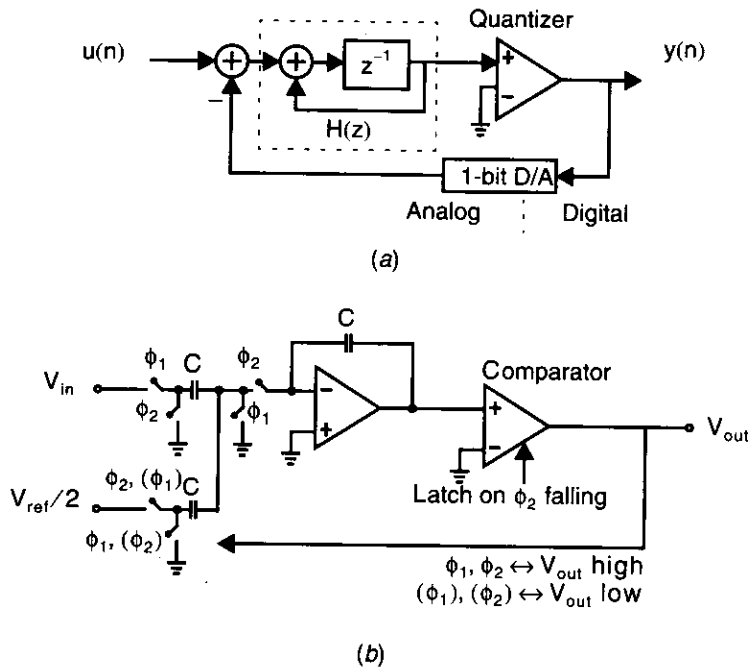 Quantizer
u(n)
y(n)
+
+
z⁻¹
+
−
−
H(z)
1-bit D/A
Analog
Digital
(a)
C
ϕ₁
C
ϕ₂
Comparator
V_in
ϕ₂
ϕ₁
−
+
+
−
V_out
ϕ₂, (ϕ₁)
C
Latch on ϕ₂ falling
V_ref/2
ϕ₁, (ϕ₂)
ϕ₁, ϕ₂ ↔ V_out high
(ϕ₁), (ϕ₂) ↔ V_out low
(b)